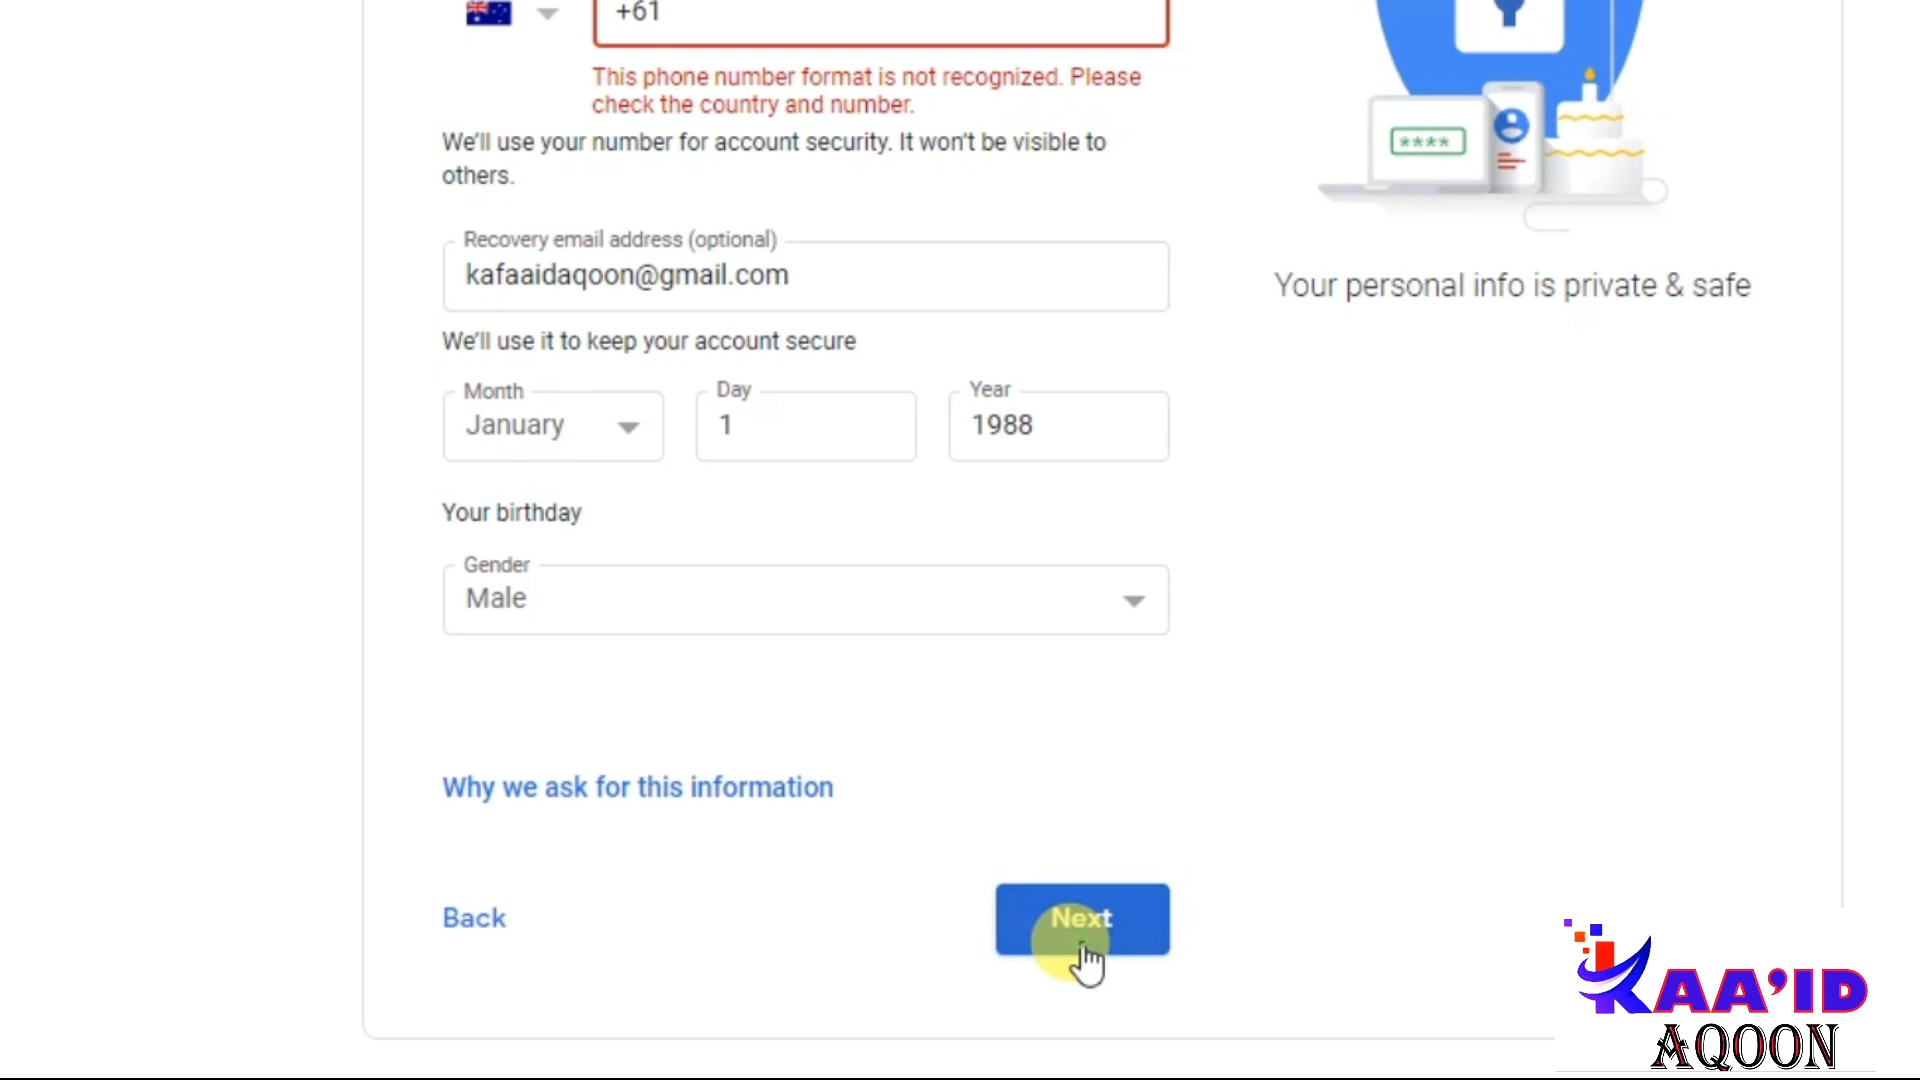 +61
This phone number format is not recognized. Please
check the country and number.
We'll use your number for account security. It won't be visible to
others.
Recovery email address (optional)
kafaaidaqoon@gmail.com
We'll use it to keep your account secure
Month
January
Day
1
Year
1988
Your birthday
Gender
Male
Why we ask for this information
Back
Next
****
Your personal info is private & safe
KAA'ID
AQOON